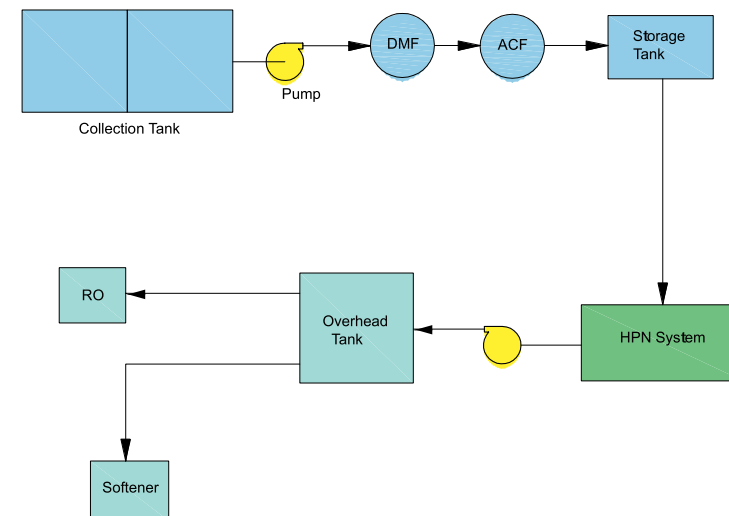 DMF
ACF
Storage
Tank
Pump
Collection Tank
RO
Overhead
Tank
HPN System
Softener